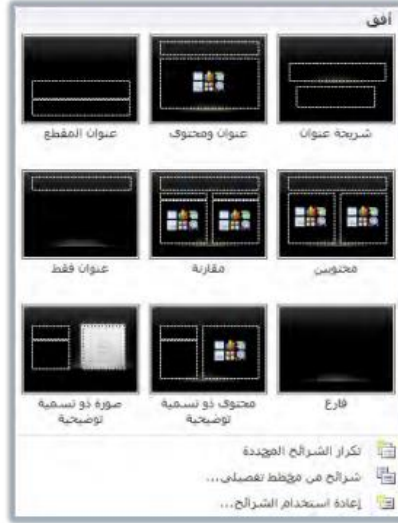 أفق
شريحة عنوان
عنوان ومحتوى
عنوان المقطع
محتويين
مقارنة
عنوان فقط
فارغ
محتوى ذو تسمية
توضيحية
صورة ذو تسمية
توضيحية
تكرار الشرائح المحددة
شرائح من مخطط تفصيلي...
إعادة استخدام الشرائح...